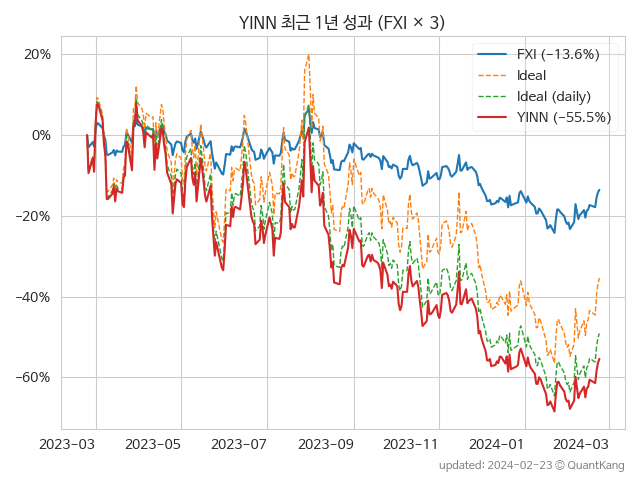 YINN 최근 1년 성과 (FXI × 3)
FXI (−13.6%)
Ideal
Ideal (daily)
YINN (−55.5%)
20%
0%
−20%
−40%
−60%
2023−03
2023−05
2023−07
2023−09
2023−11
2024−01
2024−03
updated: 2024−02−23 ⓒ QuantKang